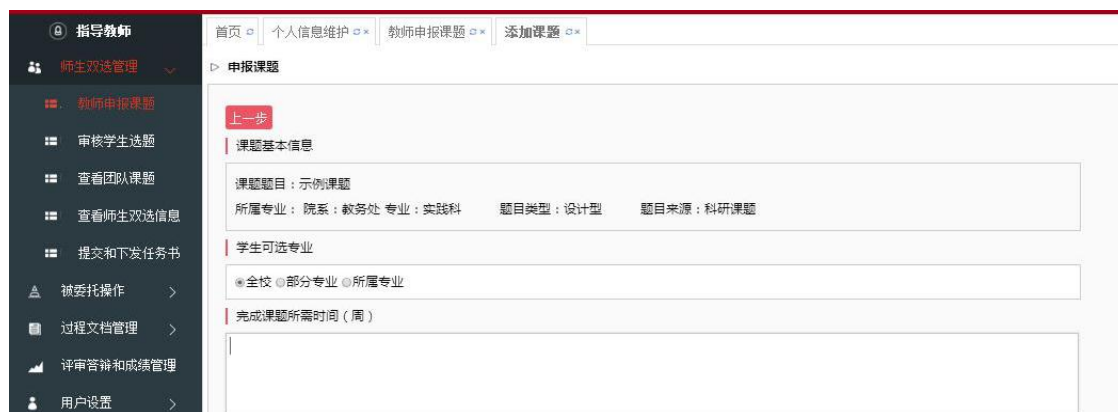 指导教师
师生双选管理
教师申报课题
审核学生选题
查看团队课题
查看师生双选信息
提交和下发任务书
被委托操作
过程文档管理
评审答辩和成绩管理
用户设置
首页 个人信息维护 教师申报课题 添加课题
申报课题
上一步
课题基本信息
课题题目：示例课题
所属专业： 院系：教务处 专业：实践科 题目类型：设计型 题目来源：科研课题
学生可选专业
全校 部分专业 所属专业
完成课题所需时间（周）